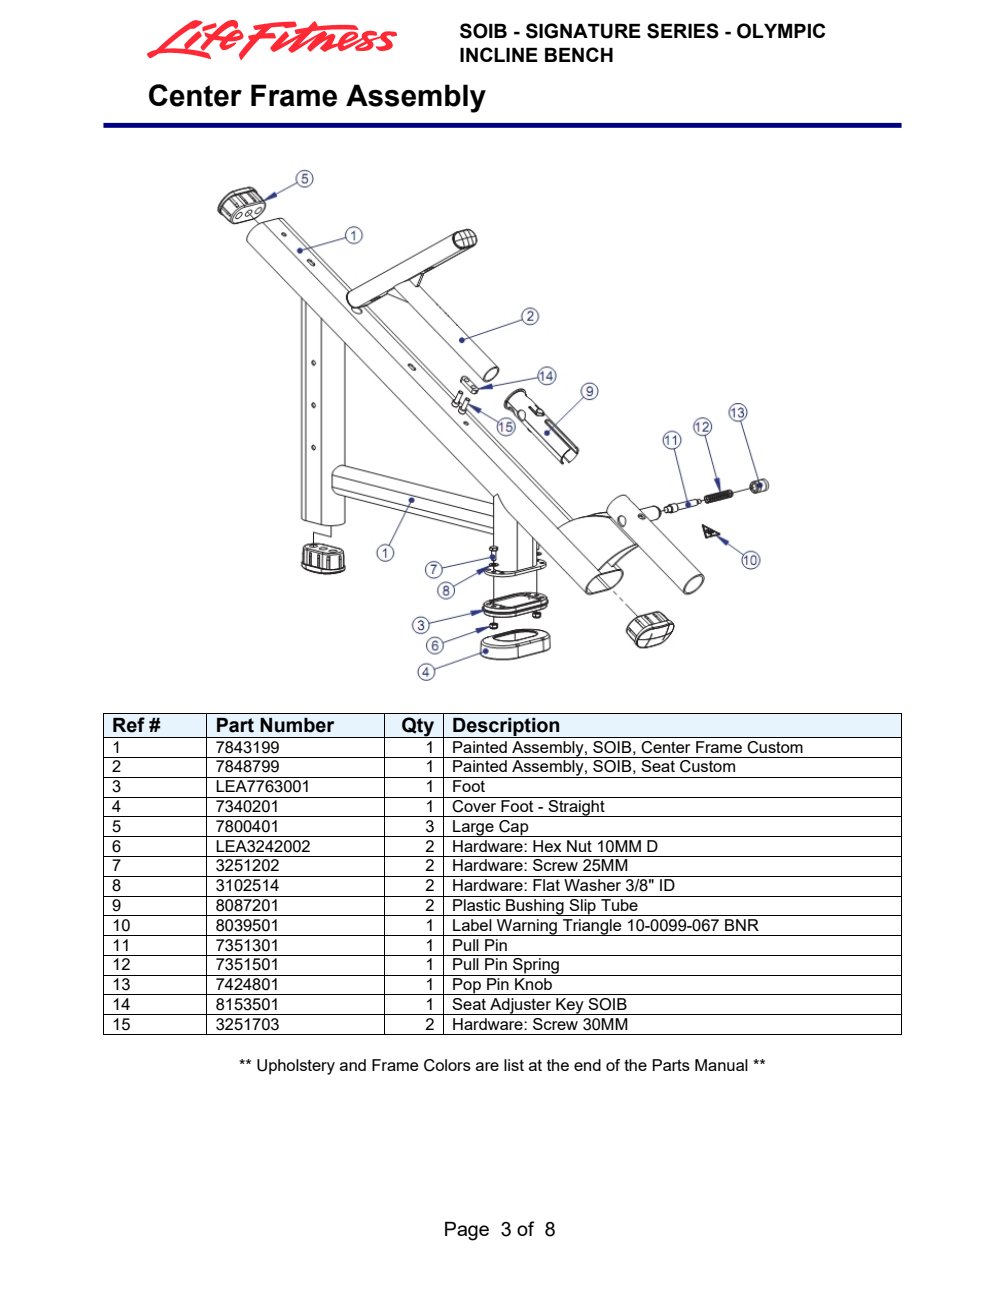 Life Fitness
SOIB - SIGNATURE SERIES - OLYMPIC
INCLINE BENCH
Center Frame Assembly
5
1
2
14
9
15
13
12
11
10
1
7
8
3
6
4
Ref # Part Number Qty Description
1 7843199 1 Painted Assembly, SOIB, Center Frame Custom
2 7848799 1 Painted Assembly, SOIB, Seat Custom
3 LEA7763001 1 Foot
4 7340201 1 Cover Foot - Straight
5 7800401 3 Large Cap
6 LEA3242002 2 Hardware: Hex Nut 10MM D
7 3251202 2 Hardware: Screw 25MM
8 3102514 2 Hardware: Flat Washer 3/8" ID
9 8087201 2 Plastic Bushing Slip Tube
10 8039501 1 Label Warning Triangle 10-0099-067 BNR
11 7351301 1 Pull Pin
12 7351501 1 Pull Pin Spring
13 7424801 1 Pop Pin Knob
14 8153501 1 Seat Adjuster Key SOIB
15 3251703 2 Hardware: Screw 30MM
** Upholstery and Frame Colors are list at the end of the Parts Manual **
Page 3 of 8